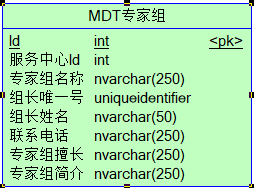 MDT专家组
Id int <pk>
服务中心Id int
专家组名称 nvarchar(250)
组长唯一号 uniqueidentifier
组长姓名 nvarchar(50)
联系电话 nvarchar(250)
专家组擅长 nvarchar(250)
专家组简介 nvarchar(250)